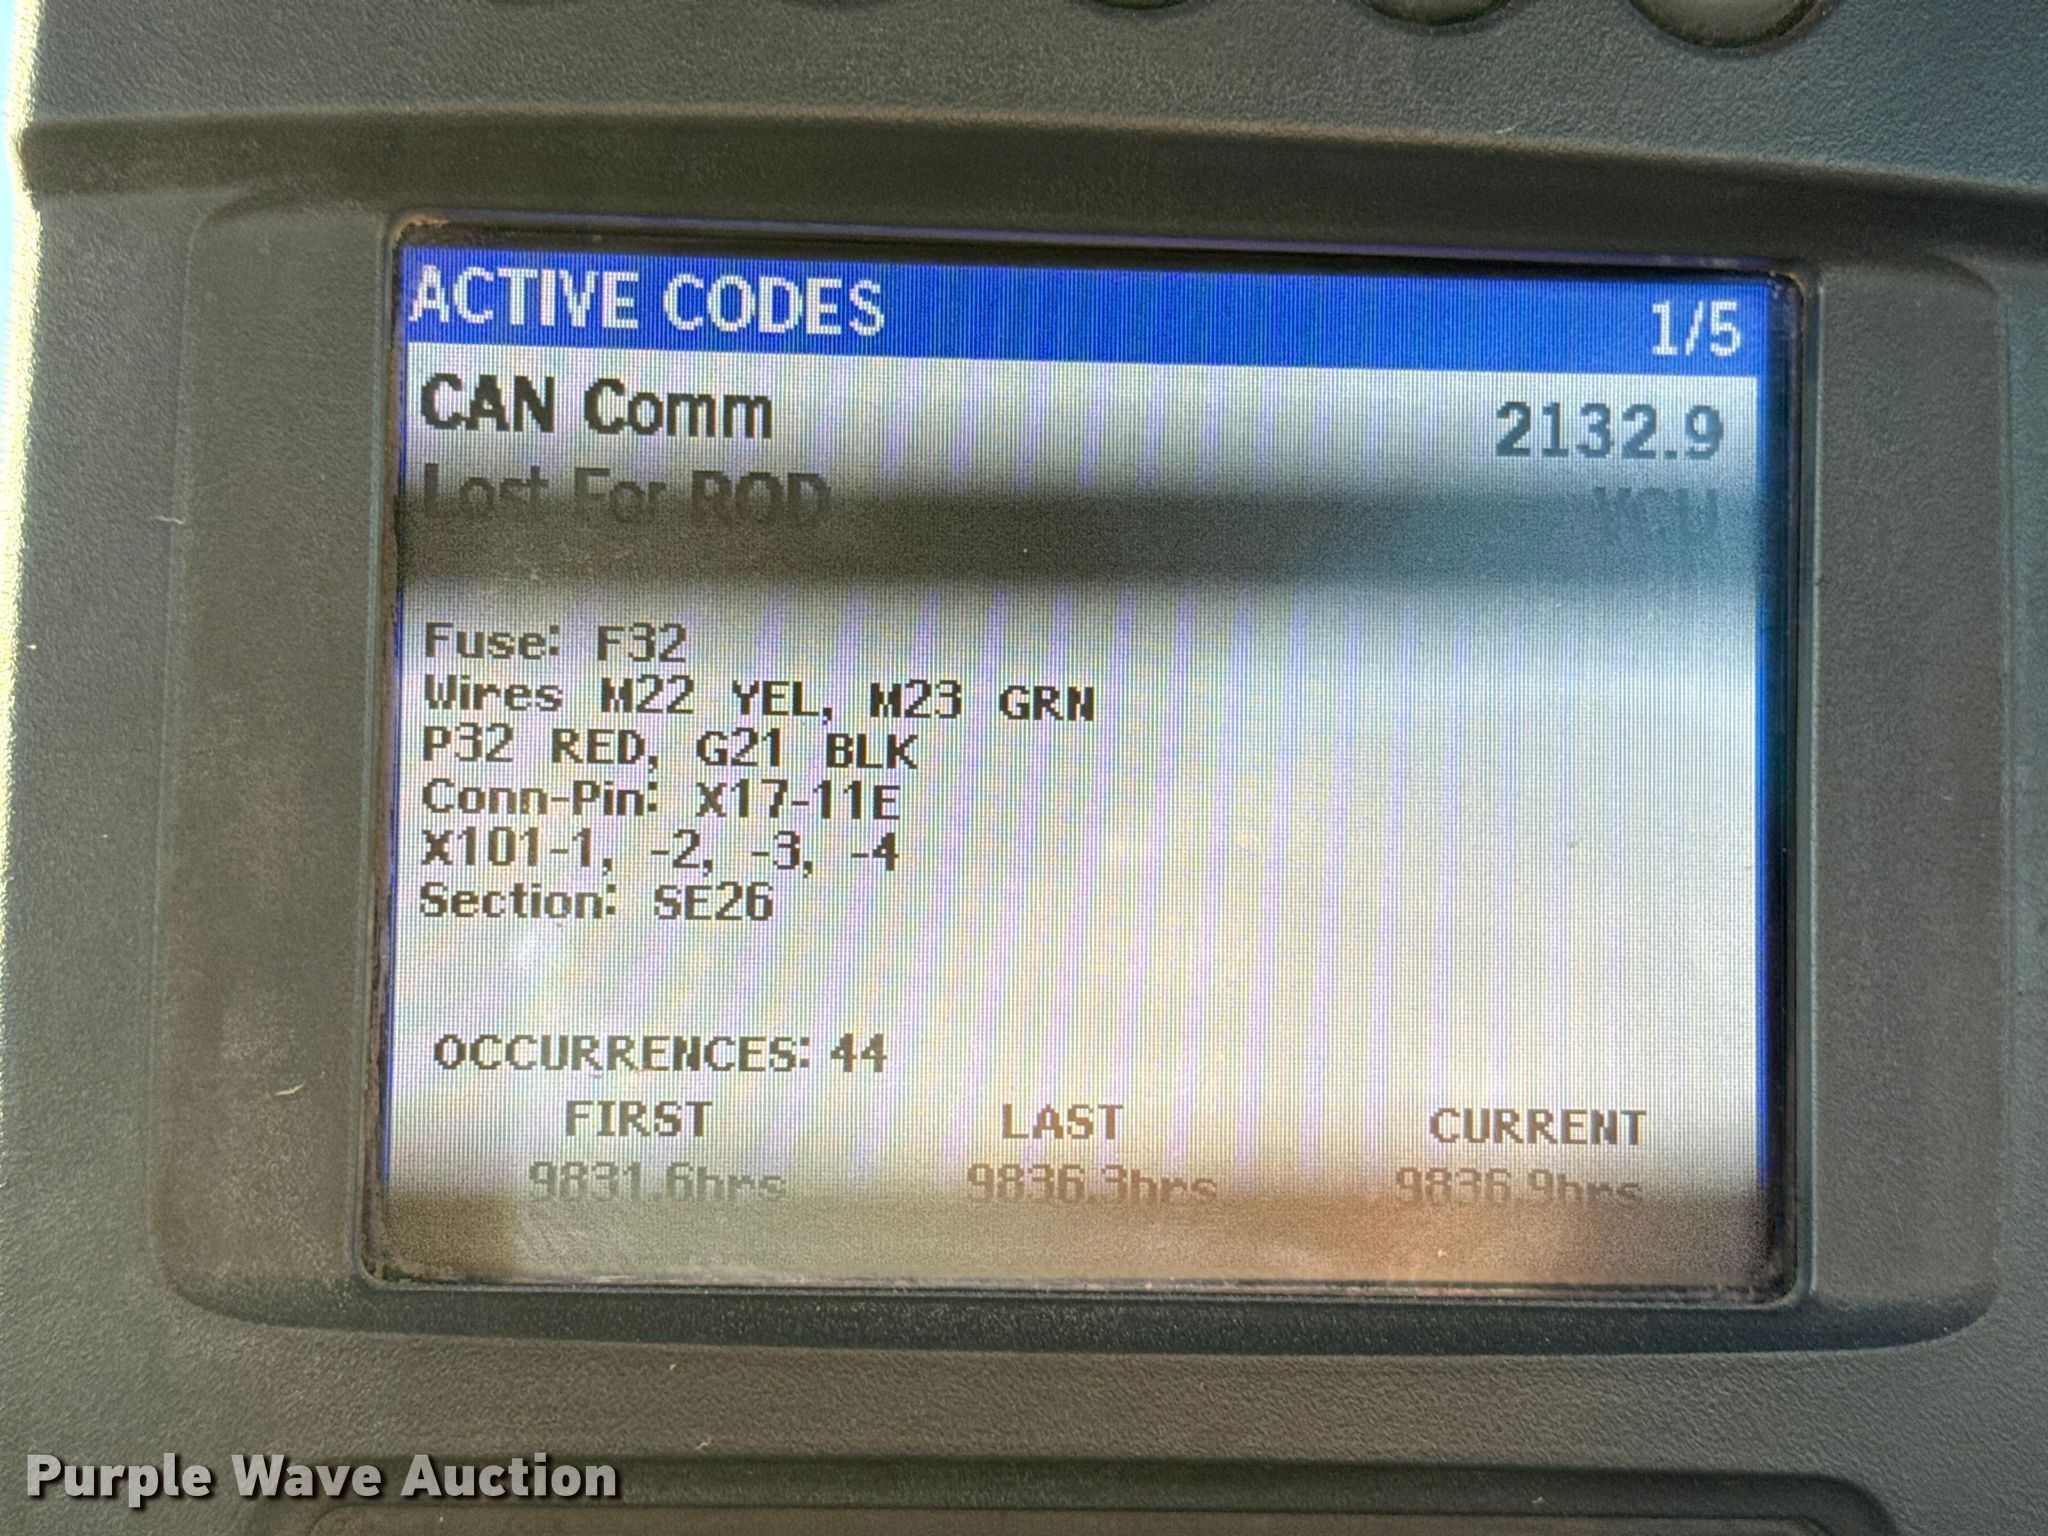 ACTIVE CODES 1/5
CAN Comm 2132.9
Lost For ROD VCU
Fuse: F32
Wires M22 YEL, M23 GRN
P32 RED, G21 BLK
Conn-Pin: X17-11E
X101-1, -2, -3, -4
Section: SE26
OCCURRENCES: 44
FIRST LAST CURRENT
9831.6hrs 9836.3hrs 9836.9hrs
Purple Wave Auction